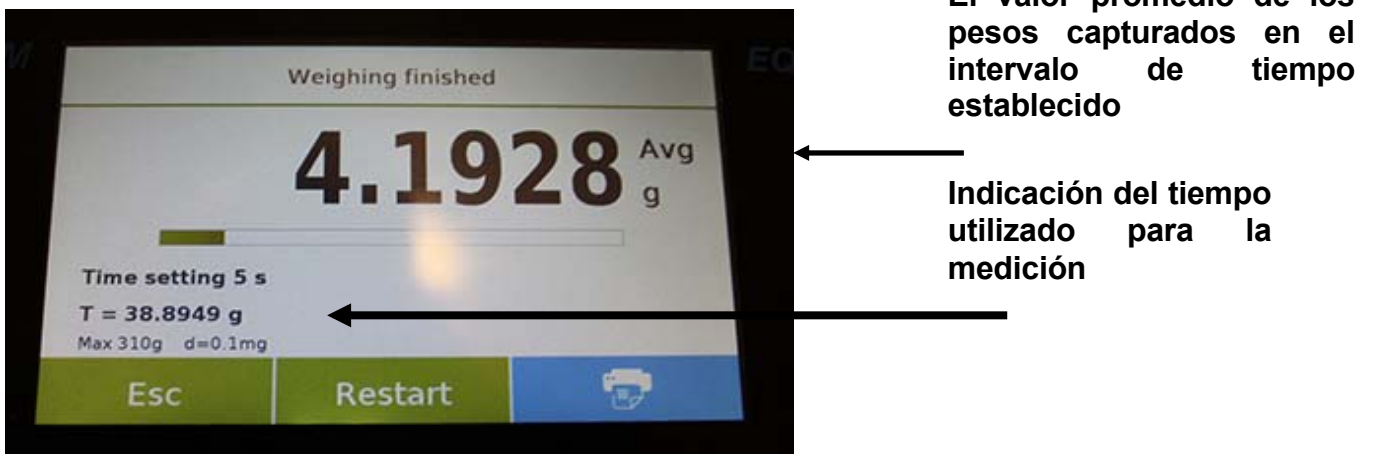 El valor promedio de los
pesos capturados en el
intervalo de tiempo
establecido
Indicación del tiempo
utilizado para la
medición
M
EQ
Weighing finished
4.1928 Avg
g
Time setting 5 s
T = 38.8949 g
Max 310g d=0.1mg
Esc
Restart